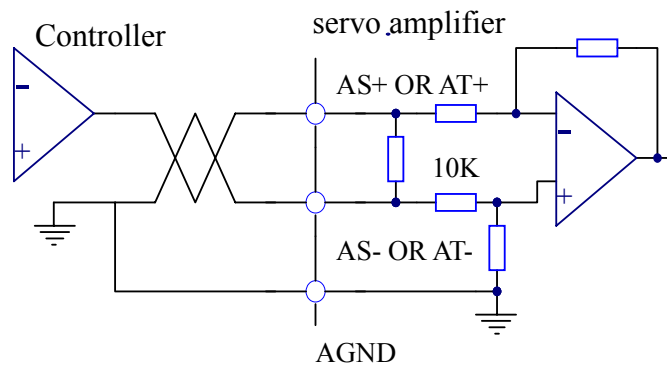 Controller
servo amplifier
AS+ OR AT+
10K
AS- OR AT-
AGND